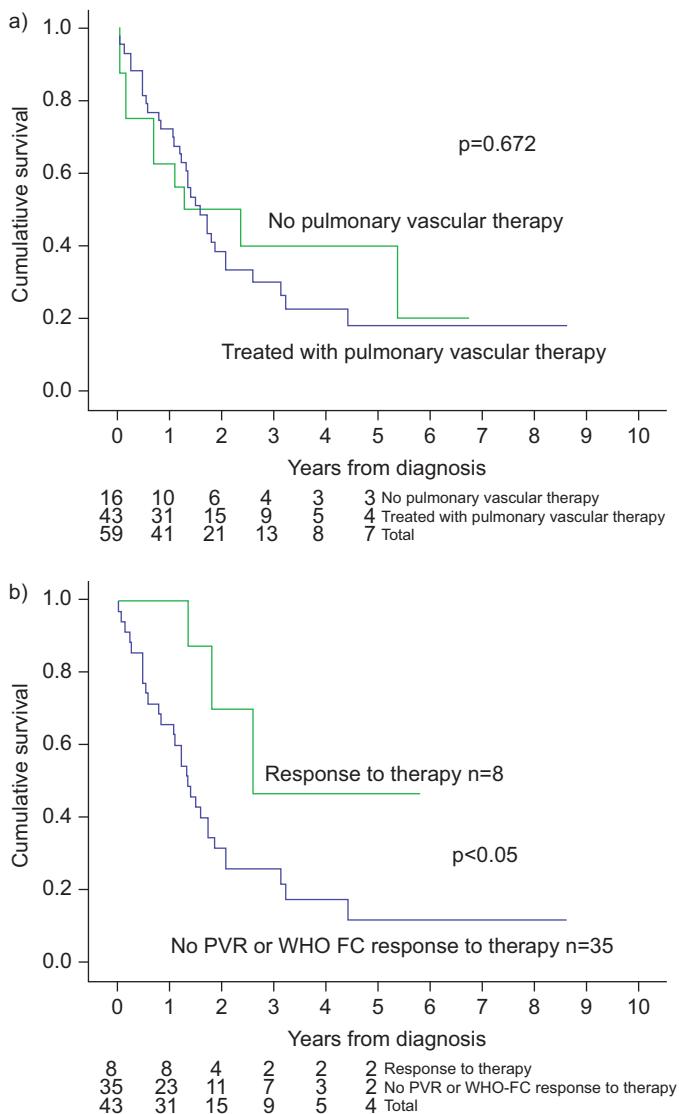 a)
1.0
0.8
0.6
0.4
0.2
0.0
Cumulatiuve survival
p=0.672
No pulmonary vascular therapy
Treated with pulmonary vascular therapy
0 1 2 3 4 5 6 7 8 9 10
Years from diagnosis
16 10 6 4 3 3 No pulmonary vascular therapy
43 31 15 9 5 4 Treated with pulmonary vascular therapy
59 41 21 13 8 7 Total
b)
1.0
0.8
0.6
0.4
0.2
0.0
Cumulative survival
Response to therapy n=8
p<0.05
No PVR or WHO FC response to therapy n=35
0 1 2 3 4 5 6 7 8 9 10
Years from diagnosis
8 8 4 2 2 2 Response to therapy
35 23 11 7 3 2 No PVR or WHO-FC response to therapy
43 31 15 9 5 4 Total